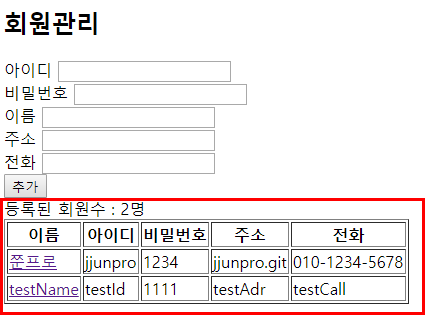 회원관리
아이디
비밀번호
이름
주소
전화
추가
등록된 회원수 : 2명
이름 아이디 비밀번호 주소 전화
쭌프로 jjunpro 1234 jjunpro.git 010-1234-5678
testName testId 1111 testAdr testCall